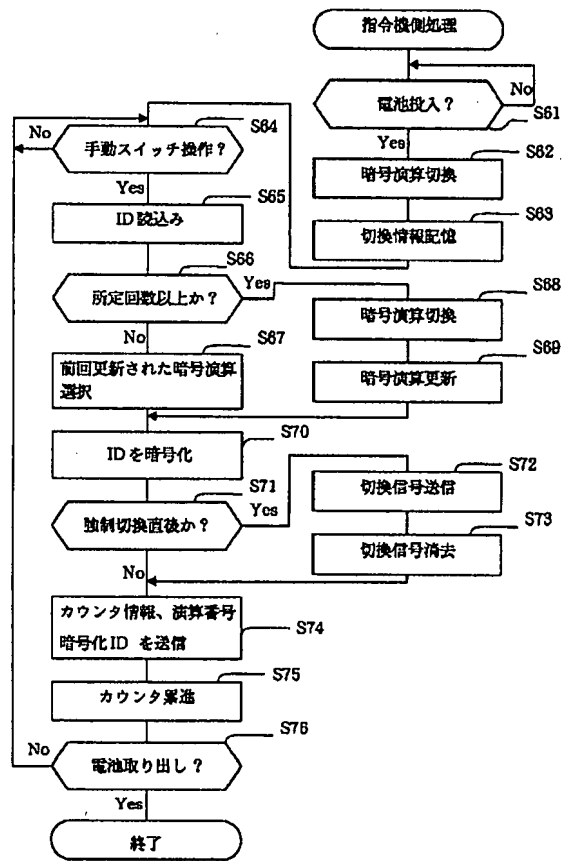 指令機側処理
No
電池投入？
S61
Yes
S62
暗号演算切換
S63
切換情報記憶
No
S64
手動スイッチ操作？
Yes
S65
ID読込み
S66
所定回数以上か？
Yes
S68
暗号演算切換
No
S67
S69
前回更新された暗号演算
選択
暗号演算更新
S70
IDを暗号化
S71
S72
強制切換直後か？
Yes
切換信号送信
S73
切換信号消去
No
カウンタ情報、演算番号
暗号化ID を送信
S74
S75
カウンタ累進
S76
No
電池取り出し？
Yes
終了